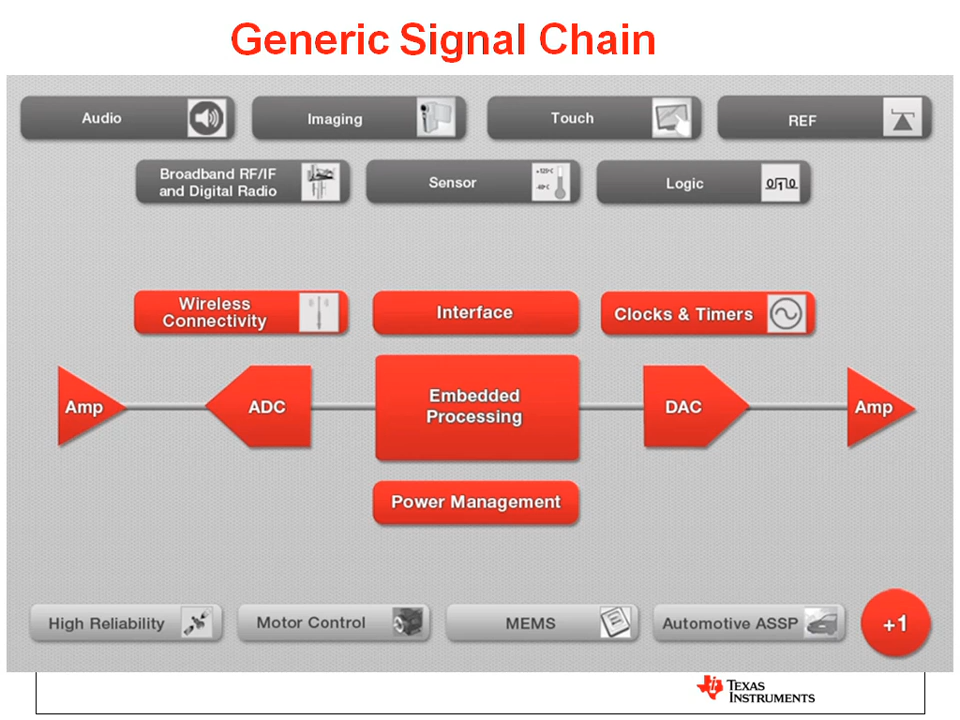 Generic Signal Chain
Audio
Imaging
Touch
REF
Broadband RF/IF
and Digital Radio
Sensor
Logic
Wireless
Connectivity
Interface
Clocks & Timers
Amp
ADC
Embedded
Processing
DAC
Amp
Power Management
High Reliability
Motor Control
MEMS
Automotive ASSP
+1
TEXAS
INSTRUMENTS